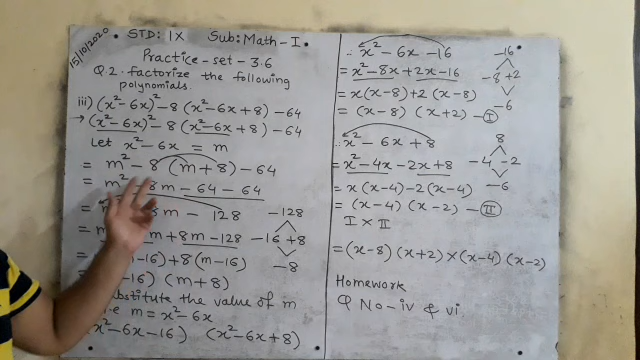 15/10/2020
• STD: IX Sub: Math-I •
Practice-set-3.6
Q.2. factorize the following
polynomials.
iii) (x²-6x)²-8(x²-6x+8)-64
→(x²-6x)²-8(x²-6x+8)-64
Let x²-6x = m
= m²-8(m+8)-64
= m² 8m-64-64
= 8m-128
-128
= m +8m-128 -16 +8
= m-16)+8(m-16) -8
-16) (m+8)
substitute the value of m
m = x²-6x
x²-6x-16) (x²-6x+8)
∴ x²-6x-16 -16
= x²-8x+2x-16 -8 +2
= x(x-8)+2(x-8) -6
= (x-8) (x+2) -I
∴ x²-6x+8 8
= x²-4x-2x+8 -4 -2
= x(x-4)-2(x-4) -6
= (x-4) (x-2) -II
I × II
=(x-8) (x+2)×(x-4)(x-2)
Homework
Q No-iv & vi